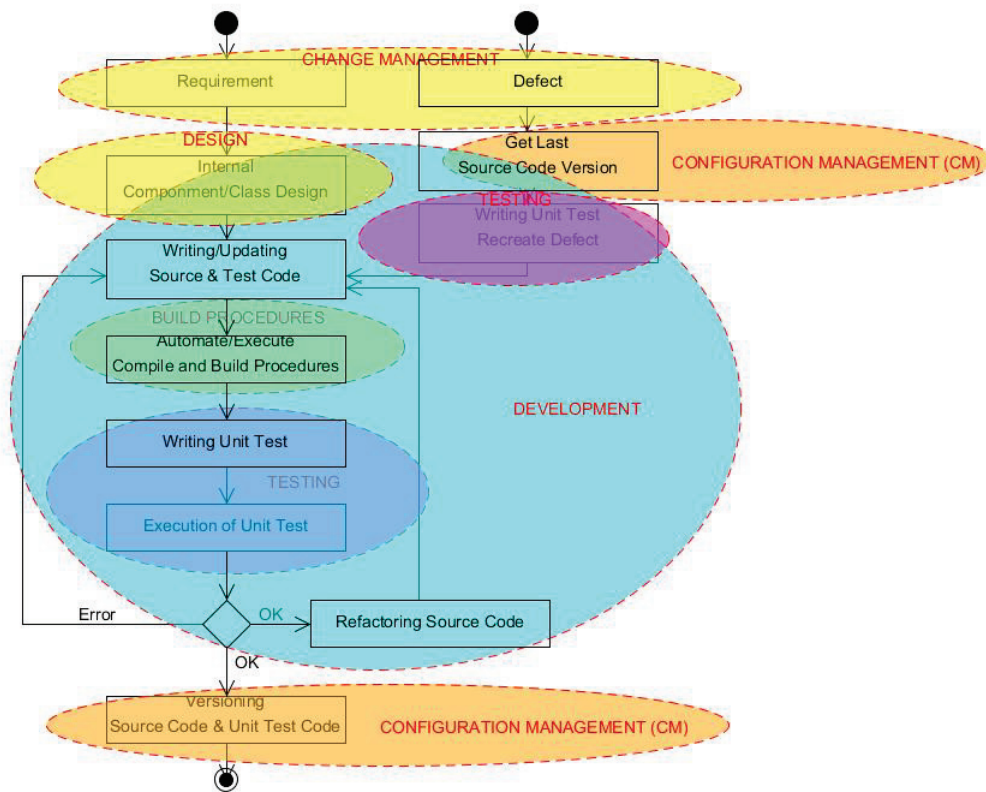 CHANGE MANAGEMENT
Requirement
Defect
DESIGN
Internal
Componment/Class Design
Get Last
Source Code Version
CONFIGURATION MANAGEMENT (CM)
TESTING
Writing Unit Test
Recreate Defect
Writing/Updating
Source & Test Code
BUILD PROCEDURES
Automate/Execute
Compile and Build Procedures
DEVELOPMENT
Writing Unit Test
TESTING
Execution of Unit Test
Error
OK
Refactoring Source Code
OK
Versioning
Source Code & Unit Test Code
CONFIGURATION MANAGEMENT (CM)